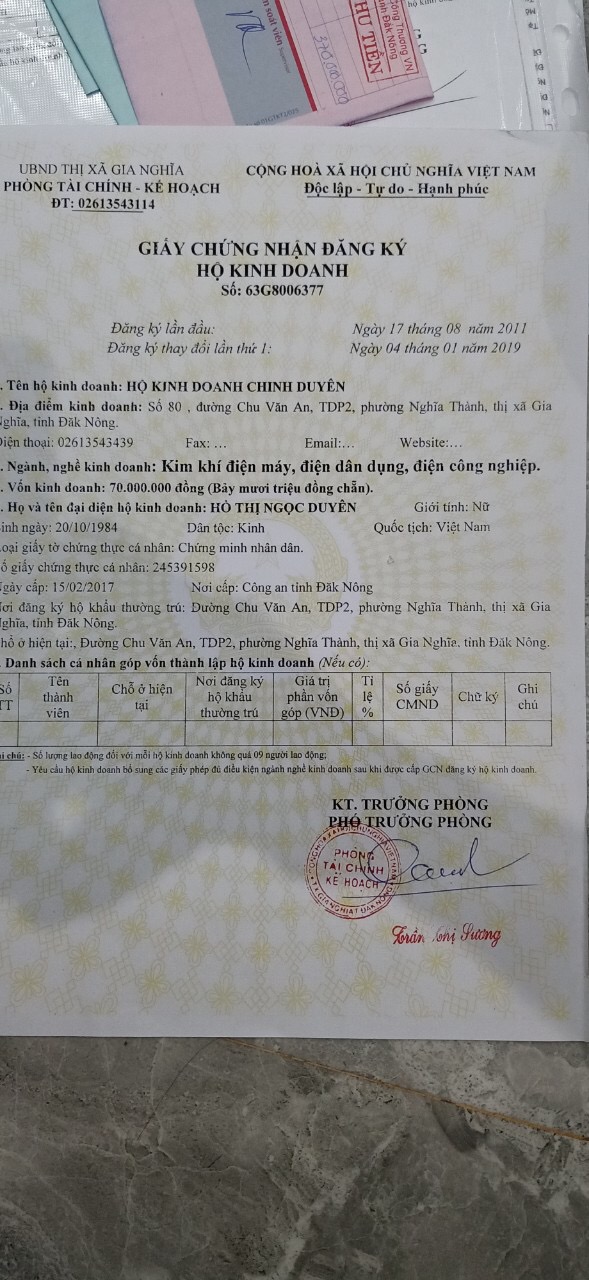 soát viên
370.000.000
THU TIỀN
Công Thương VN
UBND THỊ XÃ GIA NGHĨA
PHÒNG TÀI CHÍNH - KẾ HOẠCH
ĐT: 02613543114
CỘNG HOÀ XÃ HỘI CHỦ NGHĨA VIỆT NAM
Độc lập - Tự do - Hạnh phúc
GIẤY CHỨNG NHẬN ĐĂNG KÝ
HỘ KINH DOANH
Số: 63G8006377
Đăng ký lần đầu: Ngày 17 tháng 08 năm 2011
Đăng ký thay đổi lần thứ 1: Ngày 04 tháng 01 năm 2019
. Tên hộ kinh doanh: HỘ KINH DOANH CHINH DUYÊN
. Địa điểm kinh doanh: Số 80 , đường Chu Văn An, TDP2, phường Nghĩa Thành, thị xã Gia
Nghĩa, tỉnh Đăk Nông.
Điện thoại: 02613543439 Fax: ... Email:... Website:...
. Ngành, nghề kinh doanh: Kim khí điện máy, điện dân dụng, điện công nghiệp.
. Vốn kinh doanh: 70.000.000 đồng (Bảy mươi triệu đồng chẵn).
. Họ và tên đại diện hộ kinh doanh: HỒ THỊ NGỌC DUYÊN Giới tính: Nữ
inh ngày: 20/10/1984 Dân tộc: Kinh Quốc tịch: Việt Nam
oại giấy tờ chứng thực cá nhân: Chứng minh nhân dân.
ố giấy chứng thực cá nhân: 245391598
gày cấp: 15/02/2017 Nơi cấp: Công an tỉnh Đăk Nông
ơi đăng ký hộ khẩu thường trú: Đường Chu Văn An, TDP2, phường Nghĩa Thành, thị xã Gia
ghĩa, tỉnh Đăk Nông.
hỗ ở hiện tại:, Đường Chu Văn An, TDP2, phường Nghĩa Thành, thị xã Gia Nghĩa, tỉnh Đăk Nông.
. Danh sách cá nhân góp vốn thành lập hộ kinh doanh (Nếu có):
Số TT Tên thành viên Chỗ ở hiện tại Nơi đăng ký hộ khẩu thường trú Giá trị phần vốn góp (VNĐ) Tỉ lệ % Số giấy CMND Chữ ký Ghi chú
hi chú: - Số lượng lao động đối với mỗi hộ kinh doanh không quá 09 người lao động;
- Yêu cầu hộ kinh doanh bổ sung các giấy phép đủ điều kiện ngành nghề kinh doanh sau khi được cấp GCN đăng ký hộ kinh doanh.
KT. TRƯỞNG PHÒNG
PHÓ TRƯỞNG PHÒNG
PHÒNG
TÀI CHÍNH
KẾ HOẠCH
Trần Thị Sương